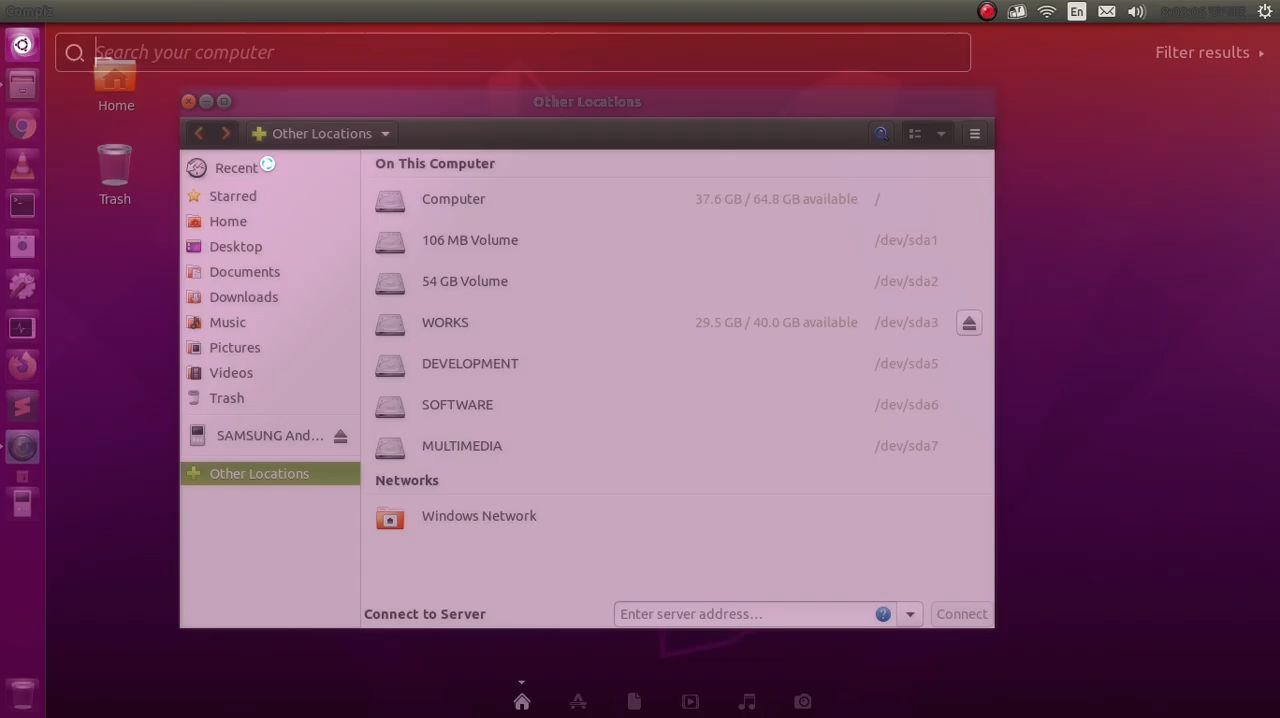 Compiz
En
Search your computer
Filter results
Home
Trash
Other Locations
Other Locations
Recent
Starred
Home
Desktop
Documents
Downloads
Music
Pictures
Videos
Trash
SAMSUNG And...
Other Locations
On This Computer
Computer 37.6 GB / 64.8 GB available /
106 MB Volume /dev/sda1
54 GB Volume /dev/sda2
WORKS 29.5 GB / 40.0 GB available /dev/sda3
DEVELOPMENT /dev/sda5
SOFTWARE /dev/sda6
MULTIMEDIA /dev/sda7
Networks
Windows Network
Connect to Server Enter server address... ? Connect